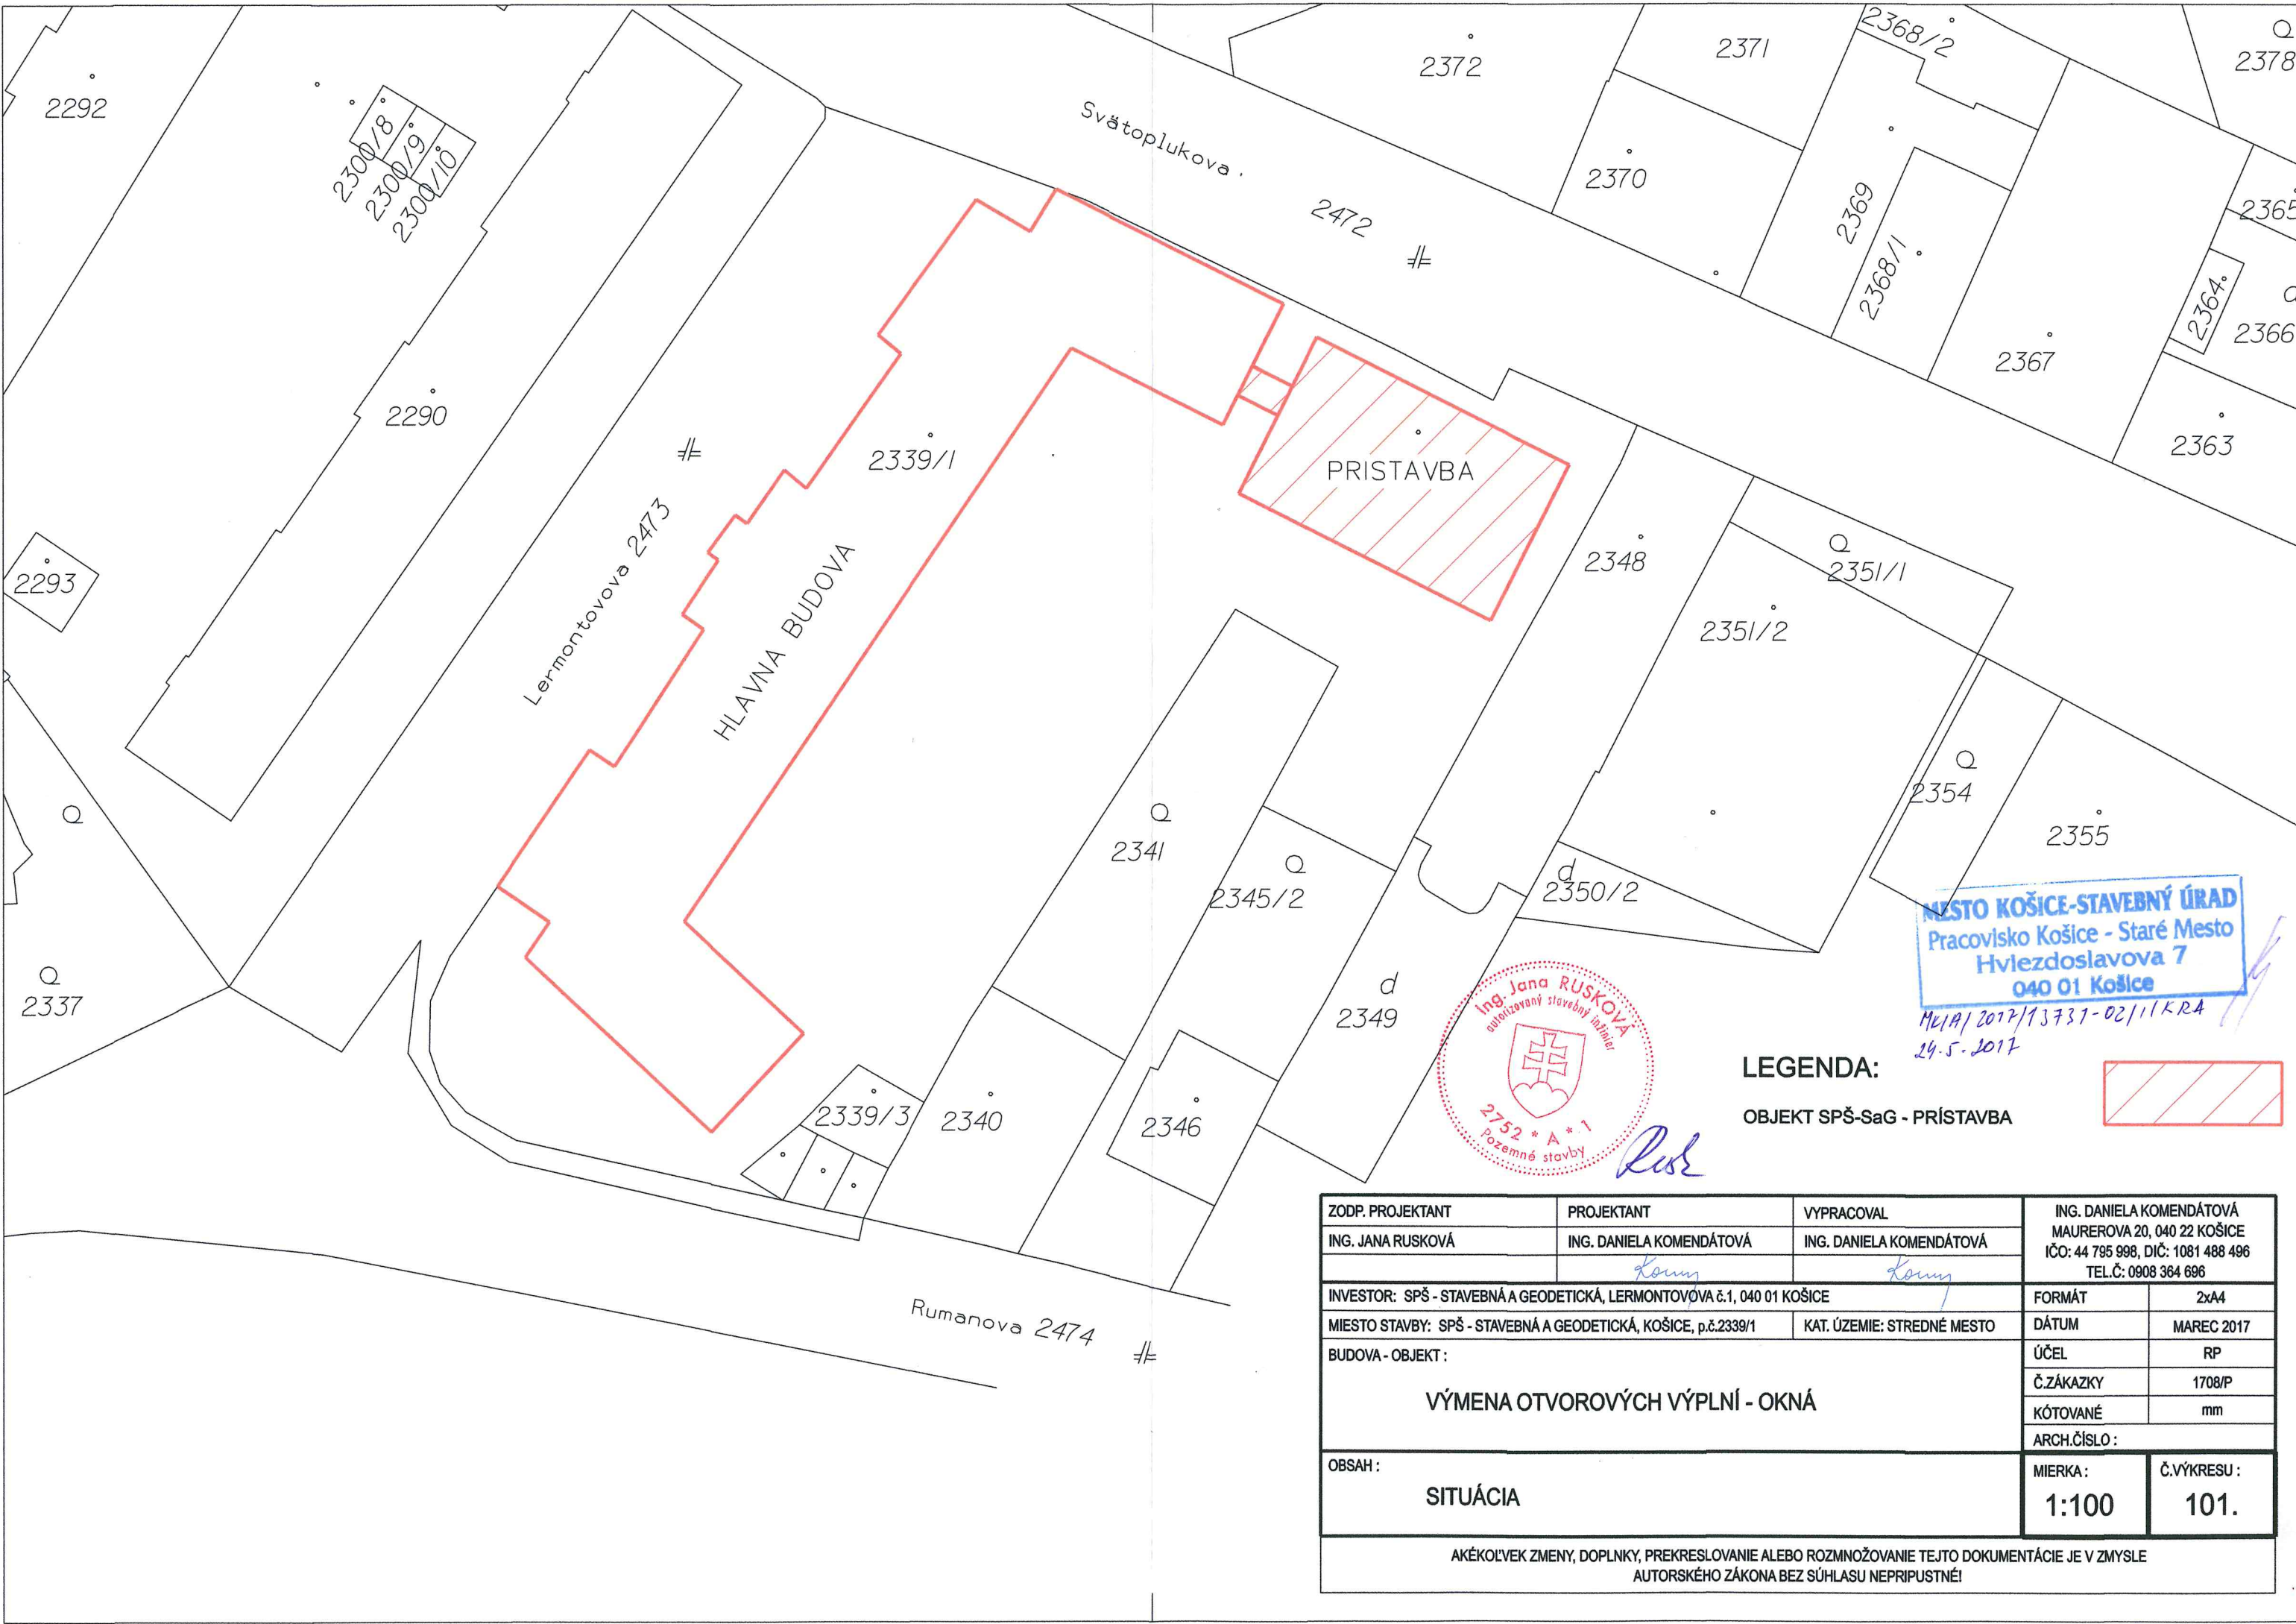 2292
2300/8
2300/9
2300/10
2290
2293
Q
Q
2337
Lermontovova 2473
HLAVNA BUDOVA
2339/1
Svätoplukova
2472
2372
2371
2370
2368/2
2369
2368/1
Q
2378
2365
2364
2366
2367
2363
PRISTAVBA
2348
Q
2351/1
2351/2
Q
2354
2355
Q
2341
Q
2345/2
d
2350/2
d
2349
2339/3
2340
2346
Rumanova 2474
MESTO KOŠICE-STAVEBNÝ ÚRAD
Pracovisko Košice - Staré Mesto
Hviezdoslavova 7
040 01 Košice
MK/A/2017/13731-02/I/KRA
24.5.2017
Ing. Jana RUSKOVÁ
autorizovaný stavebný inžinier
2752 * A * 1
Pozemné stavby
LEGENDA:
OBJEKT SPŠ-SaG - PRÍSTAVBA
ZODP. PROJEKTANT
PROJEKTANT
VYPRACOVAL
ING. JANA RUSKOVÁ
ING. DANIELA KOMENDÁTOVÁ
ING. DANIELA KOMENDÁTOVÁ
ING. DANIELA KOMENDÁTOVÁ
MAUREROVA 20, 040 22 KOŠICE
IČO: 44 795 998, DIČ: 1081 488 496
TEL.Č: 0908 364 696
INVESTOR: SPŠ - STAVEBNÁ A GEODETICKÁ, LERMONTOVOVA č.1, 040 01 KOŠICE
MIESTO STAVBY: SPŠ - STAVEBNÁ A GEODETICKÁ, KOŠICE, p.č.2339/1
KAT. ÚZEMIE: STREDNÉ MESTO
FORMÁT
2xA4
DÁTUM
MAREC 2017
BUDOVA - OBJEKT :
VÝMENA OTVOROVÝCH VÝPLNÍ - OKNÁ
ÚČEL
RP
Č.ZÁKAZKY
1708/P
KÓTOVANÉ
mm
ARCH.ČÍSLO :
OBSAH :
SITUÁCIA
MIERKA :
1:100
Č.VÝKRESU :
101.
AKÉKOĽVEK ZMENY, DOPLNKY, PREKRESLOVANIE ALEBO ROZMNOŽOVANIE TEJTO DOKUMENTÁCIE JE V ZMYSLE
AUTORSKÉHO ZÁKONA BEZ SÚHLASU NEPRIPUSTNÉ!